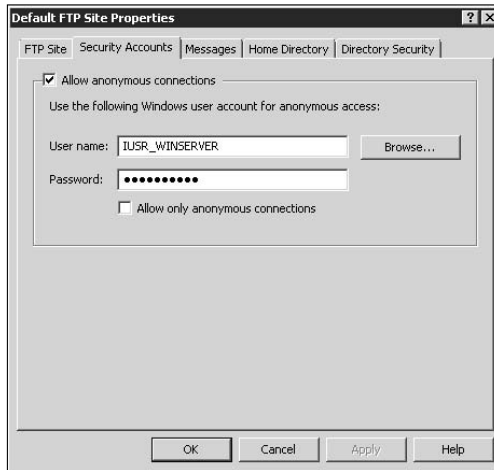 Default FTP Site Properties
? X
FTP Site Security Accounts Messages Home Directory Directory Security
Allow anonymous connections
Use the following Windows user account for anonymous access:
User name: IUSR_WINSERVER Browse...
Password: ●●●●●●●●●●
Allow only anonymous connections
OK Cancel Apply Help